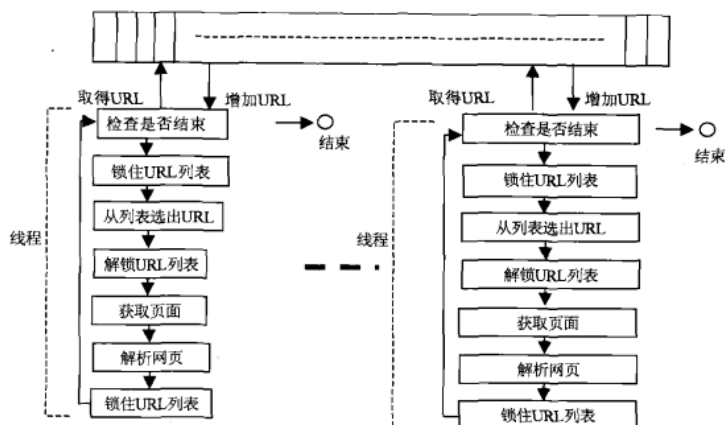 取得URL
增加URL
取得URL
增加URL
检查是否结束
结束
锁住URL列表
从列表选出URL
线程
解锁URL列表
获取页面
解析网页
锁住URL列表
检查是否结束
结束
锁住URL列表
从列表选出URL
线程
解锁URL列表
获取页面
解析网页
锁住URL列表